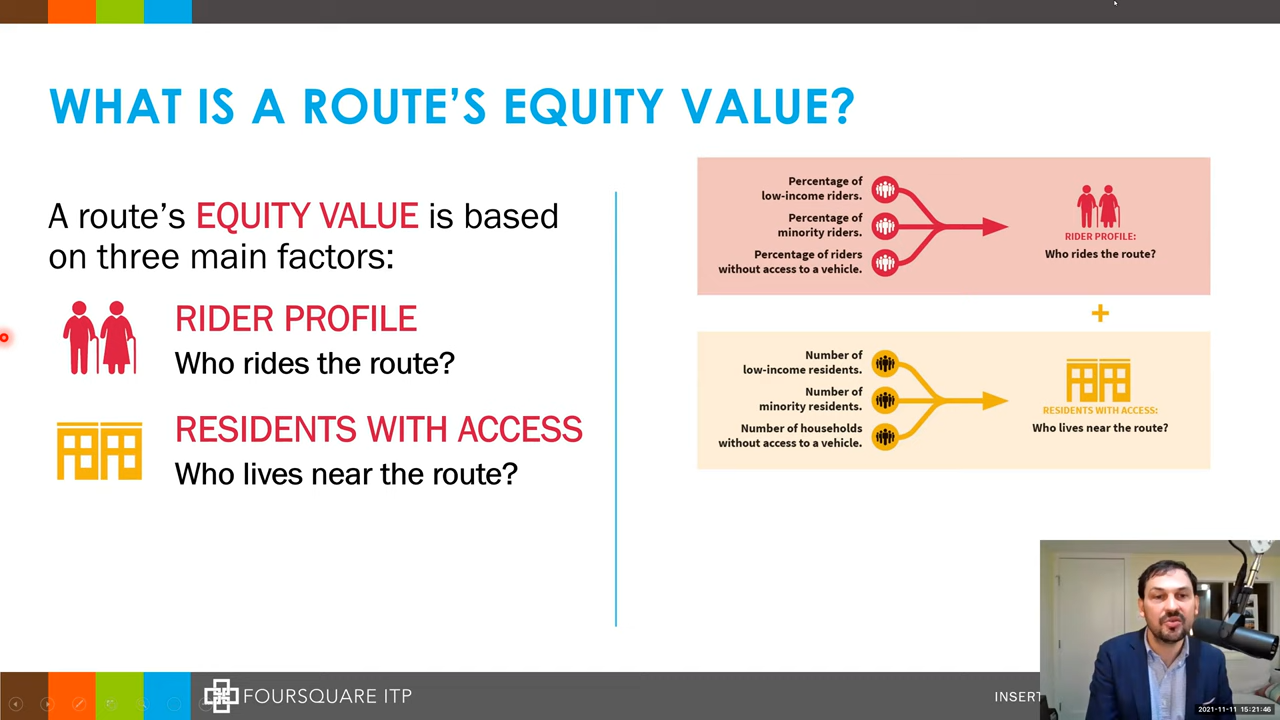 WHAT IS A ROUTE'S EQUITY VALUE?
A route's EQUITY VALUE is based
on three main factors:
RIDER PROFILE
Who rides the route?
RESIDENTS WITH ACCESS
Who lives near the route?
Percentage of
low-income riders.
Percentage of
minority riders.
Percentage of riders
without access to a vehicle.
RIDER PROFILE:
Who rides the route?
+
Number of
low-income residents.
Number of
minority residents.
Number of households
without access to a vehicle.
RESIDENTS WITH ACCESS:
Who lives near the route?
FOURSQUARE ITP
INSERT
2021-11-11 15:21:46